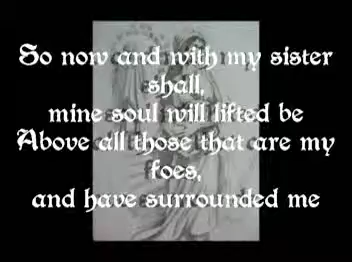 So now and with my sister
shall,
mine soul will lifted be
Above all those that are my
foes,
and have surrounded me